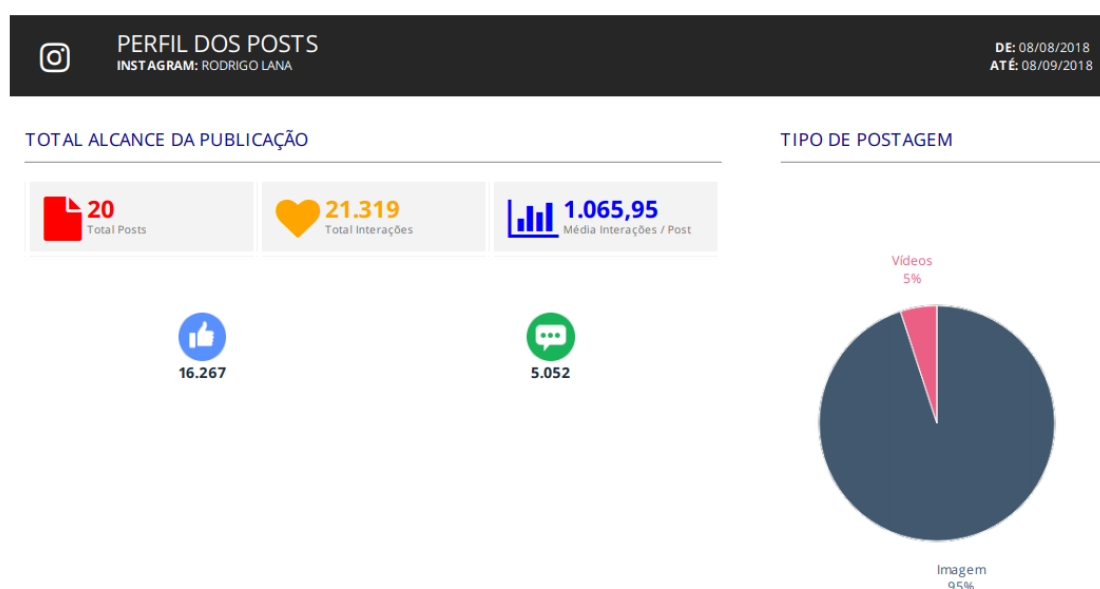 PERFIL DOS POSTS
INSTAGRAM: RODRIGO LANA
DE: 08/08/2018
ATÉ: 08/09/2018
TOTAL ALCANCE DA PUBLICAÇÃO
20
Total Posts
21.319
Total Interações
1.065,95
Média Interações / Post
16.267
5.052
TIPO DE POSTAGEM
Vídeos
5%
Imagem
95%